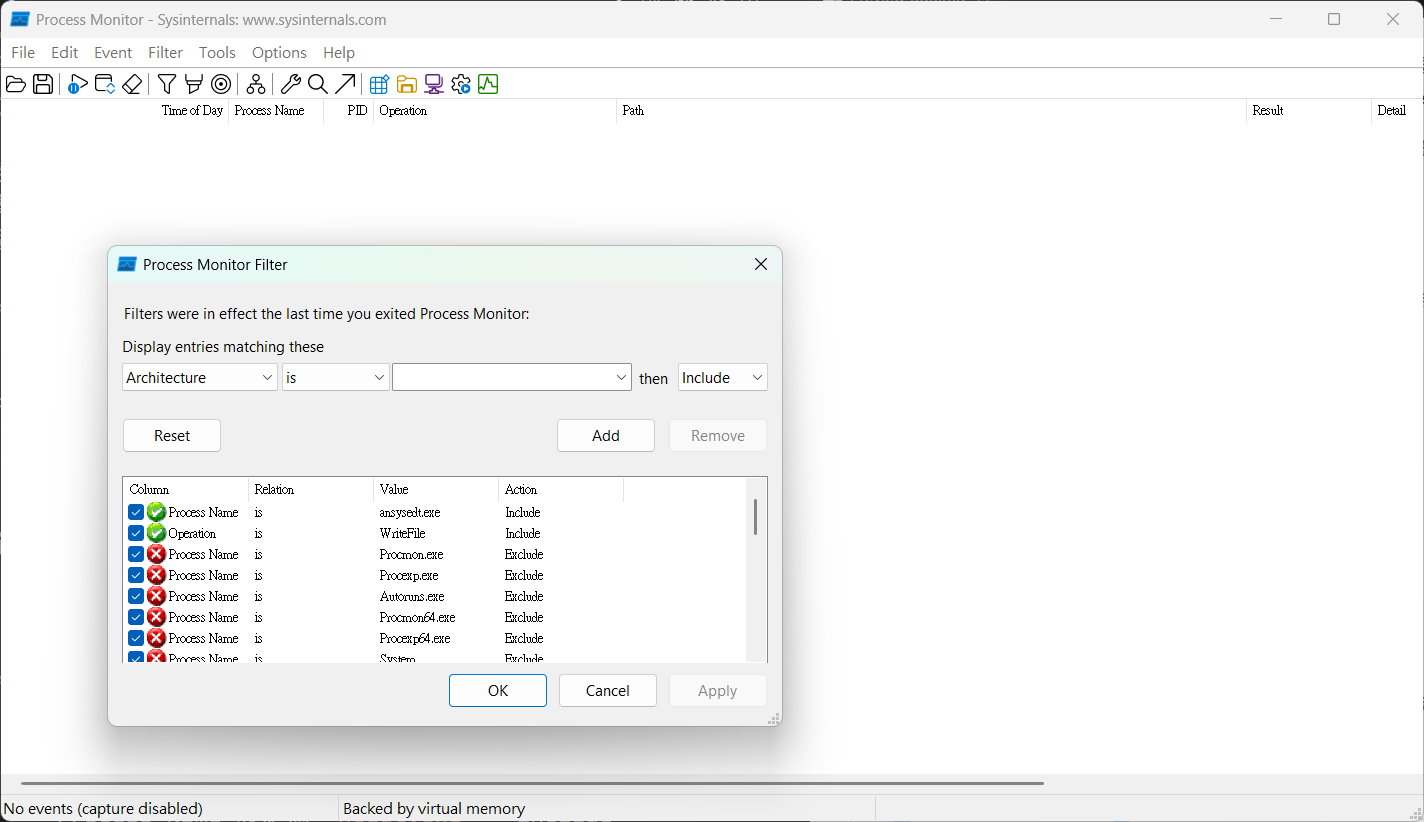 Process Monitor - Sysinternals: www.sysinternals.com
File Edit Event Filter Tools Options Help
Time of Day Process Name PID Operation Path Result Detail
Process Monitor Filter
Filters were in effect the last time you exited Process Monitor:
Display entries matching these
Architecture is then Include
Reset Add Remove
Column Relation Value Action
Process Name is ansysedt.exe Include
Operation is WriteFile Include
Process Name is Procmon.exe Exclude
Process Name is Procexp.exe Exclude
Process Name is Autoruns.exe Exclude
Process Name is Procmon64.exe Exclude
Process Name is Procexp64.exe Exclude
Process Name is System Exclude
OK Cancel Apply
No events (capture disabled) Backed by virtual memory